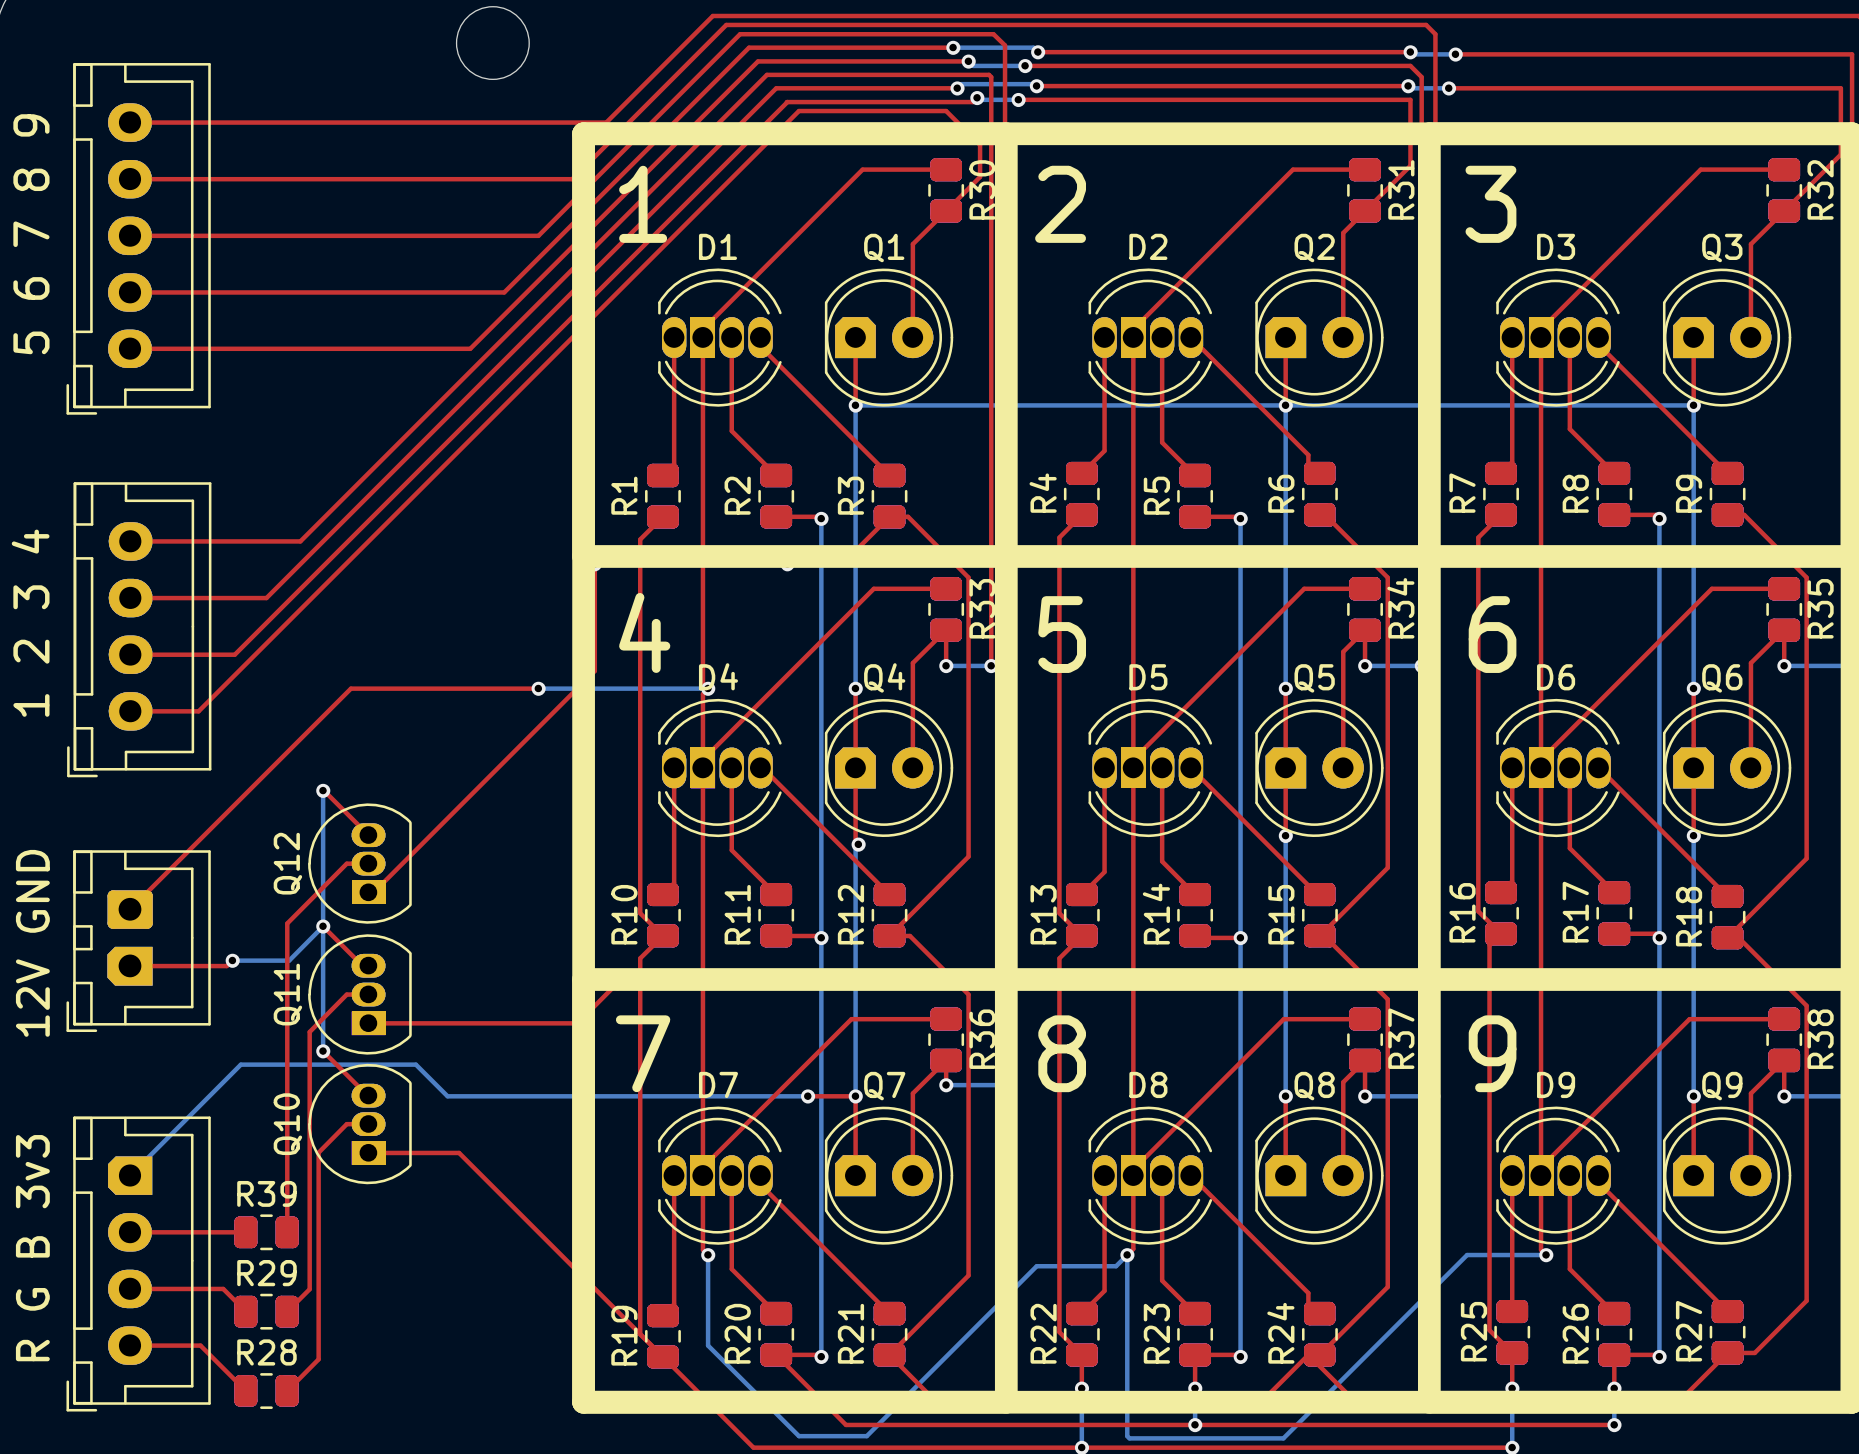 9
8
7
6
5
4
3
2
1
GND
12V
3v3
B
G
R
Q12
Q11
Q10
R39
R29
R28
1
D1
Q1
R30
R1
R2
R3
2
D2
Q2
R31
R4
R5
R6
3
D3
Q3
R32
R7
R8
R9
4
D4
Q4
R33
R10
R11
R12
5
D5
Q5
R34
R13
R14
R15
6
D6
Q6
R35
R16
R17
R18
7
D7
Q7
R36
R19
R20
R21
8
D8
Q8
R37
R22
R23
R24
9
D9
Q9
R38
R25
R26
R27